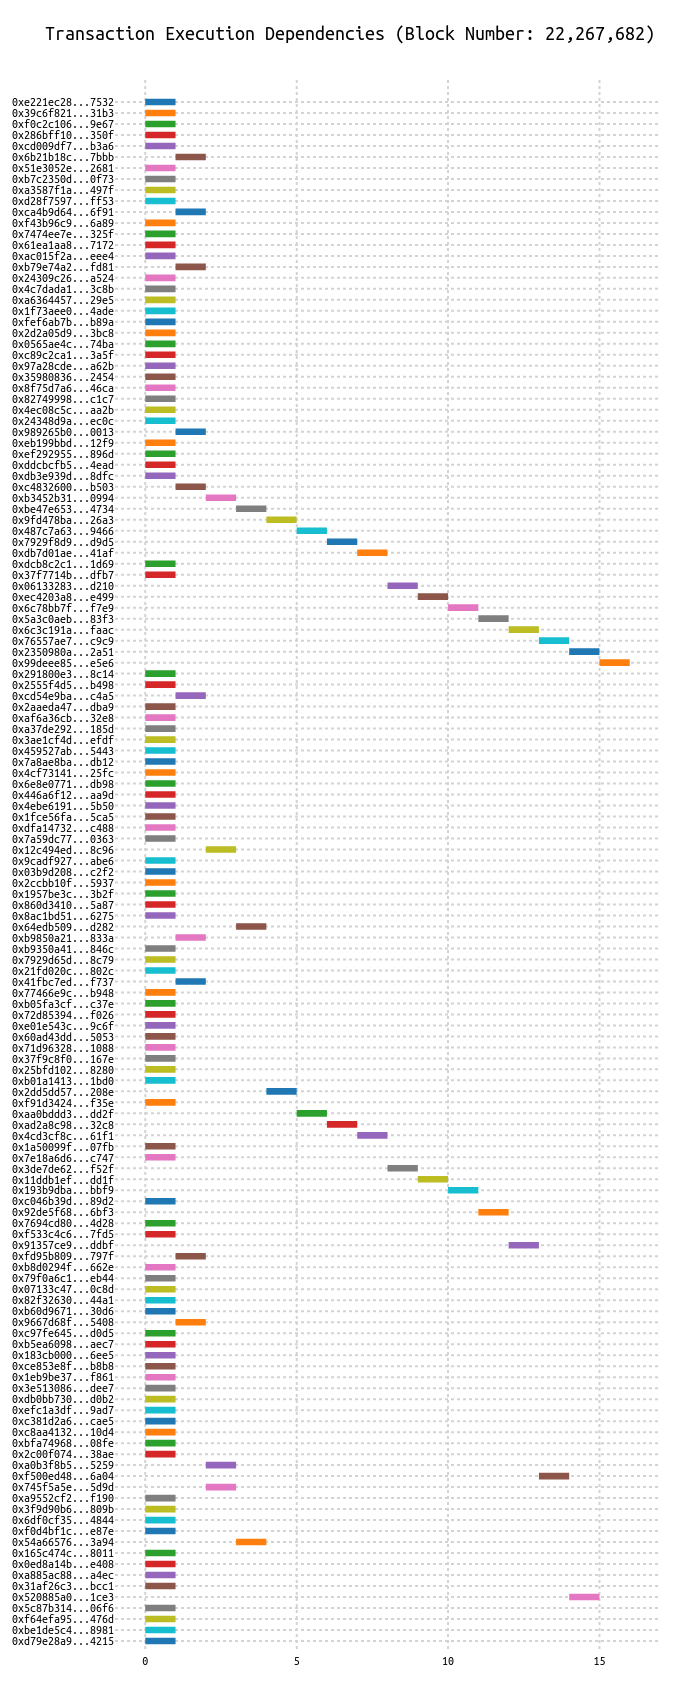 Transaction Execution Dependencies (Block Number: 22,267,682)
0xe221ec28...7532
0x39c6f821...31b3
0xf0c2c106...9e67
0x286bff10...350f
0xcd009df7...b3a6
0x6b21b18c...7bbb
0x51e3052e...2681
0xb7c2350d...0f73
0xa3587f1a...497f
0xd28f7597...ff53
0xca4b9d64...6f91
0xf43b96c9...6a89
0x7474ee7e...325f
0x61ea1aa8...7172
0xac015f2a...eee4
0xb79e74a2...fd81
0x24309c26...a524
0x4c7dada1...3c8b
0xa6364457...29e5
0x1f73aee0...4ade
0xfef6ab7b...b89a
0x2d2a05d9...3bc8
0x0565ae4c...74ba
0xc89c2ca1...3a5f
0x97a28cde...a62b
0x35980836...2454
0x8f75d7a6...46ca
0x82749998...c1c7
0x4ec08c5c...aa2b
0x24348d9a...ec0c
0x989265b0...0013
0xeb199bbd...12f9
0xef292955...896d
0xddcbcfb5...4ead
0xdb3e939d...8dfc
0xc4832600...b503
0xb3452b31...0994
0xbe47e653...4734
0x9fd478ba...26a3
0x487c7a63...9466
0x7929f8d9...d9d5
0xdb7d01ae...41af
0xdcb8c2c1...1d69
0x37f7714b...dfb7
0x06133283...d210
0xec4203a8...e499
0x6c78bb7f...f7e9
0x5a3c0aeb...83f3
0x6c3c191a...faac
0x76557ae7...c9c9
0x2350980a...2a51
0x99deee85...e5e6
0x291800e3...8c14
0x2555f4d5...b498
0xcd54e9ba...c4a5
0x2aaeda47...dba9
0xaf6a36cb...32e8
0xa37de292...185d
0x3ae1cf4d...efdf
0x459527ab...5443
0x7a8ae8ba...db12
0x4cf73141...25fc
0x6e8e0771...db98
0x446a6f12...aa9d
0x4ebe6191...5b50
0x1fce56fa...5ca5
0xdfa14732...c488
0x7a59dc77...0363
0x12c494ed...8c96
0x9cadf927...abe6
0x03b9d208...c2f2
0x2ccbb10f...5937
0x1957be3c...3b2f
0x860d3410...5a87
0x8ac1bd51...6275
0x64edb509...d282
0xb9850a21...833a
0xb9350a41...846c
0x7929d65d...8c79
0x21fd020c...802c
0x41fbc7ed...f737
0x77466e9c...b948
0xb05fa3cf...c37e
0x72d85394...f026
0xe01e543c...9c6f
0x60ad43dd...5053
0x71d96328...1088
0x37f9c8f0...167e
0x25bfd102...8280
0xb01a1413...1bd0
0x2dd5dd57...208e
0xf91d3424...f35e
0xaa0bddd3...dd2f
0xad2a8c98...32c8
0x4cd3cf8c...61f1
0x1a50099f...07fb
0x7e18a6d6...c747
0x3de7de62...f52f
0x11ddb1ef...dd1f
0x193b9dba...bbf9
0xc046b39d...89d2
0x92de5f68...6bf3
0x7694cd80...4d28
0xf533c4c6...7fd5
0x91357ce9...ddbf
0xfd95b809...797f
0xb8d0294f...662e
0x79f0a6c1...eb44
0x07133c47...0c8d
0x82f32630...44a1
0xb60d9671...30d6
0x9667d68f...5408
0xc97fe645...d0d5
0xb5ea6098...aec7
0x183cb000...6ee5
0xce853e8f...b8b8
0x1eb9be37...f861
0x3e513086...dee7
0xdb0bb730...d0b2
0xefc1a3df...9ad7
0xc381d2a6...cae5
0xc8aa4132...10d4
0xbfa74968...08fe
0x2c00f074...38ae
0xa0b3f8b5...5259
0xf500ed48...6a04
0x745f5a5e...5d9d
0xa9552cf2...f190
0x3f9d90b6...809b
0x6df0cf35...4844
0xf0d4bf1c...e87e
0x54a66576...3a94
0x165c474c...8011
0x0ed8a14b...e408
0xa885ac88...a4ec
0x31af26c3...bcc1
0x520885a0...1ce3
0x5c87b314...06f6
0xf64efa95...476d
0xbe1de5c4...8981
0xd79e28a9...4215
0 5 10 15